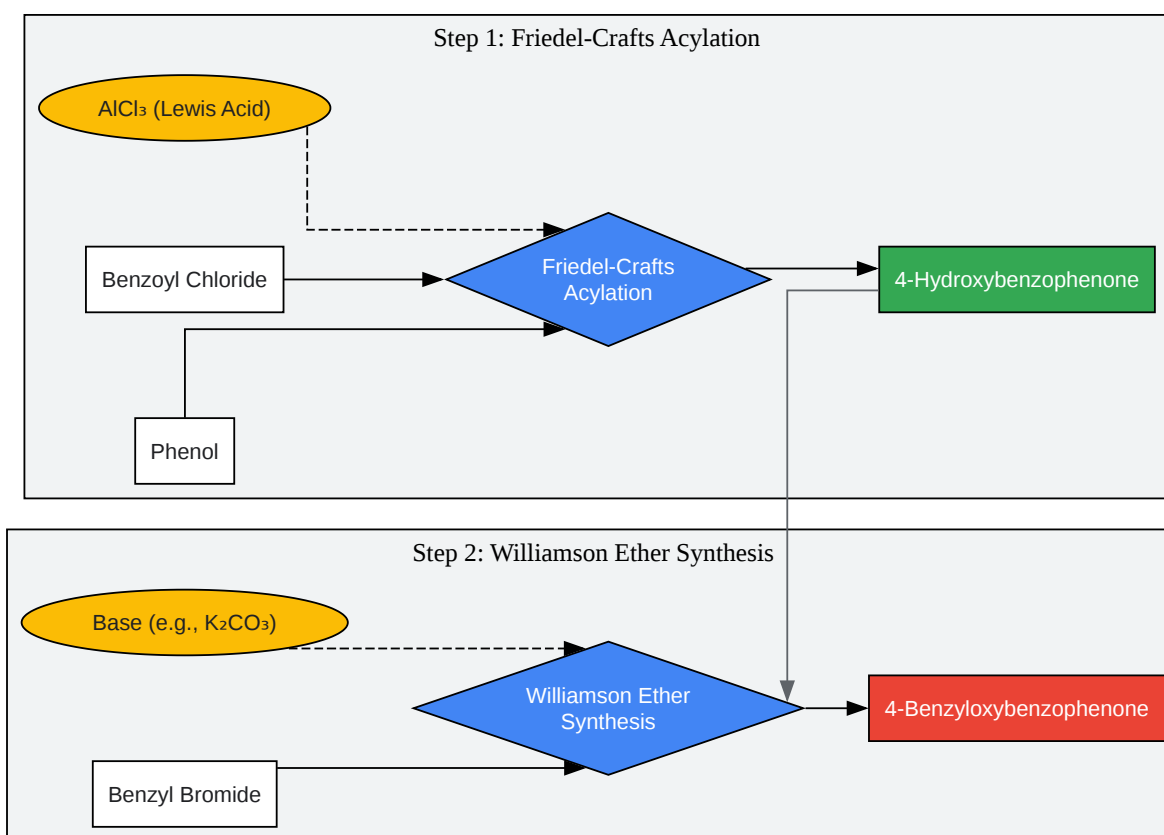 Step 1: Friedel-Crafts Acylation
AlCl₃ (Lewis Acid)
Benzoyl Chloride
Friedel-Crafts
Acylation
4-Hydroxybenzophenone
Phenol
Step 2: Williamson Ether Synthesis
Base (e.g., K₂CO₃)
Williamson Ether
Synthesis
4-Benzyloxybenzophenone
Benzyl Bromide